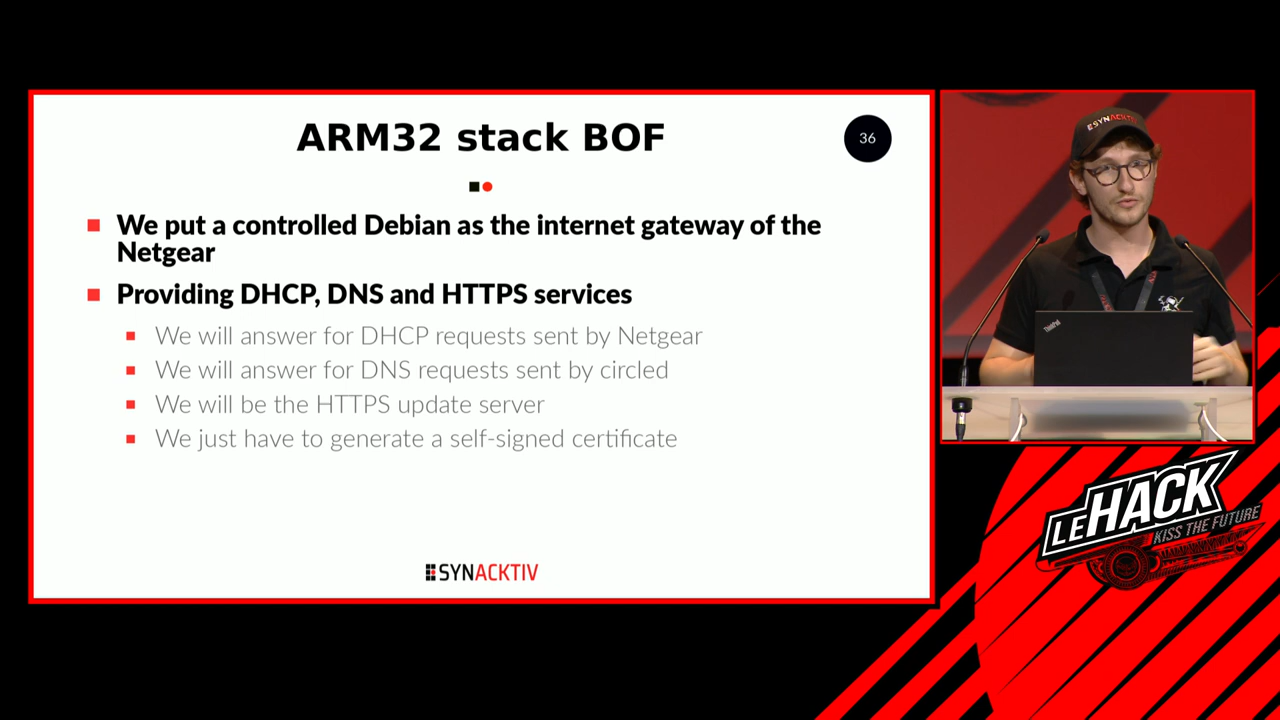 ARM32 stack BOF
36
We put a controlled Debian as the internet gateway of the
Netgear
Providing DHCP, DNS and HTTPS services
We will answer for DHCP requests sent by Netgear
We will answer for DNS requests sent by circled
We will be the HTTPS update server
We just have to generate a self-signed certificate
SYNACKTIV
SYNACKTIV
ThinkPad
LEHACK
KISS THE FUTURE